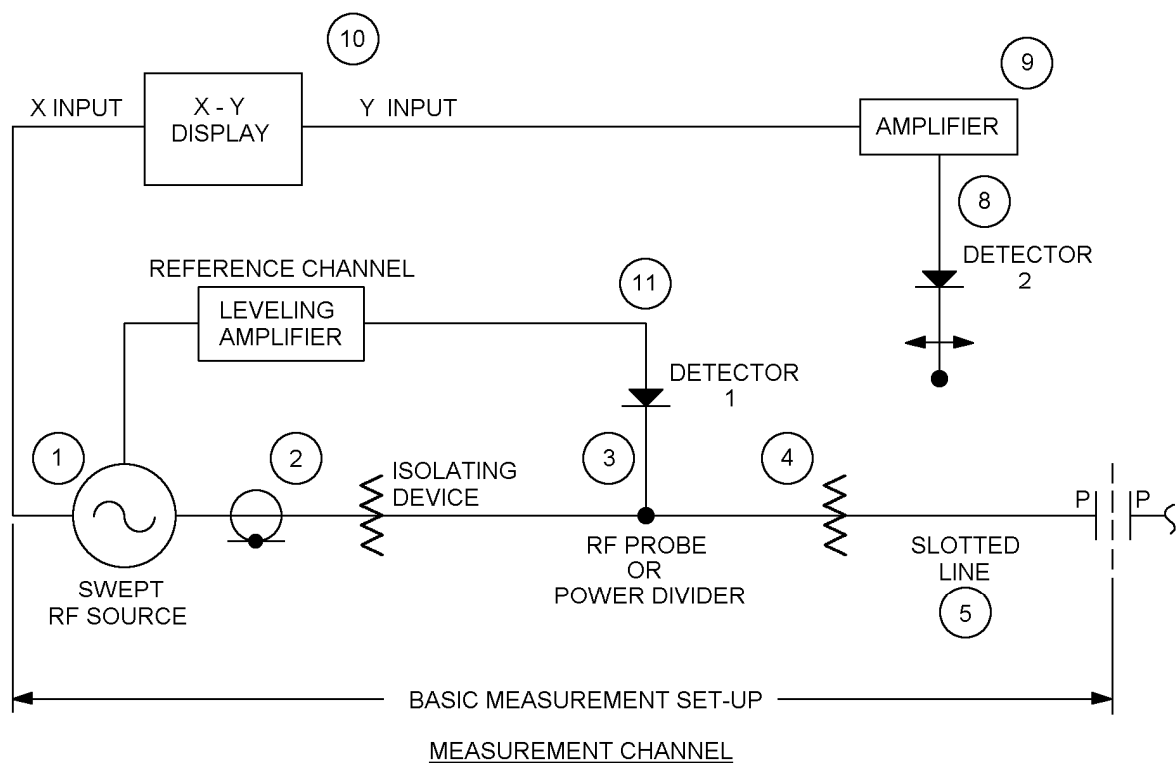 10
9
X INPUT
X - Y
DISPLAY
Y INPUT
AMPLIFIER
8
DETECTOR
2
REFERENCE CHANNEL
11
LEVELING
AMPLIFIER
DETECTOR
1
1
2
ISOLATING
DEVICE
3
4
P
P
SWEPT
RF SOURCE
RF PROBE
OR
POWER DIVIDER
SLOTTED
LINE
5
BASIC MEASUREMENT SET-UP
MEASUREMENT CHANNEL